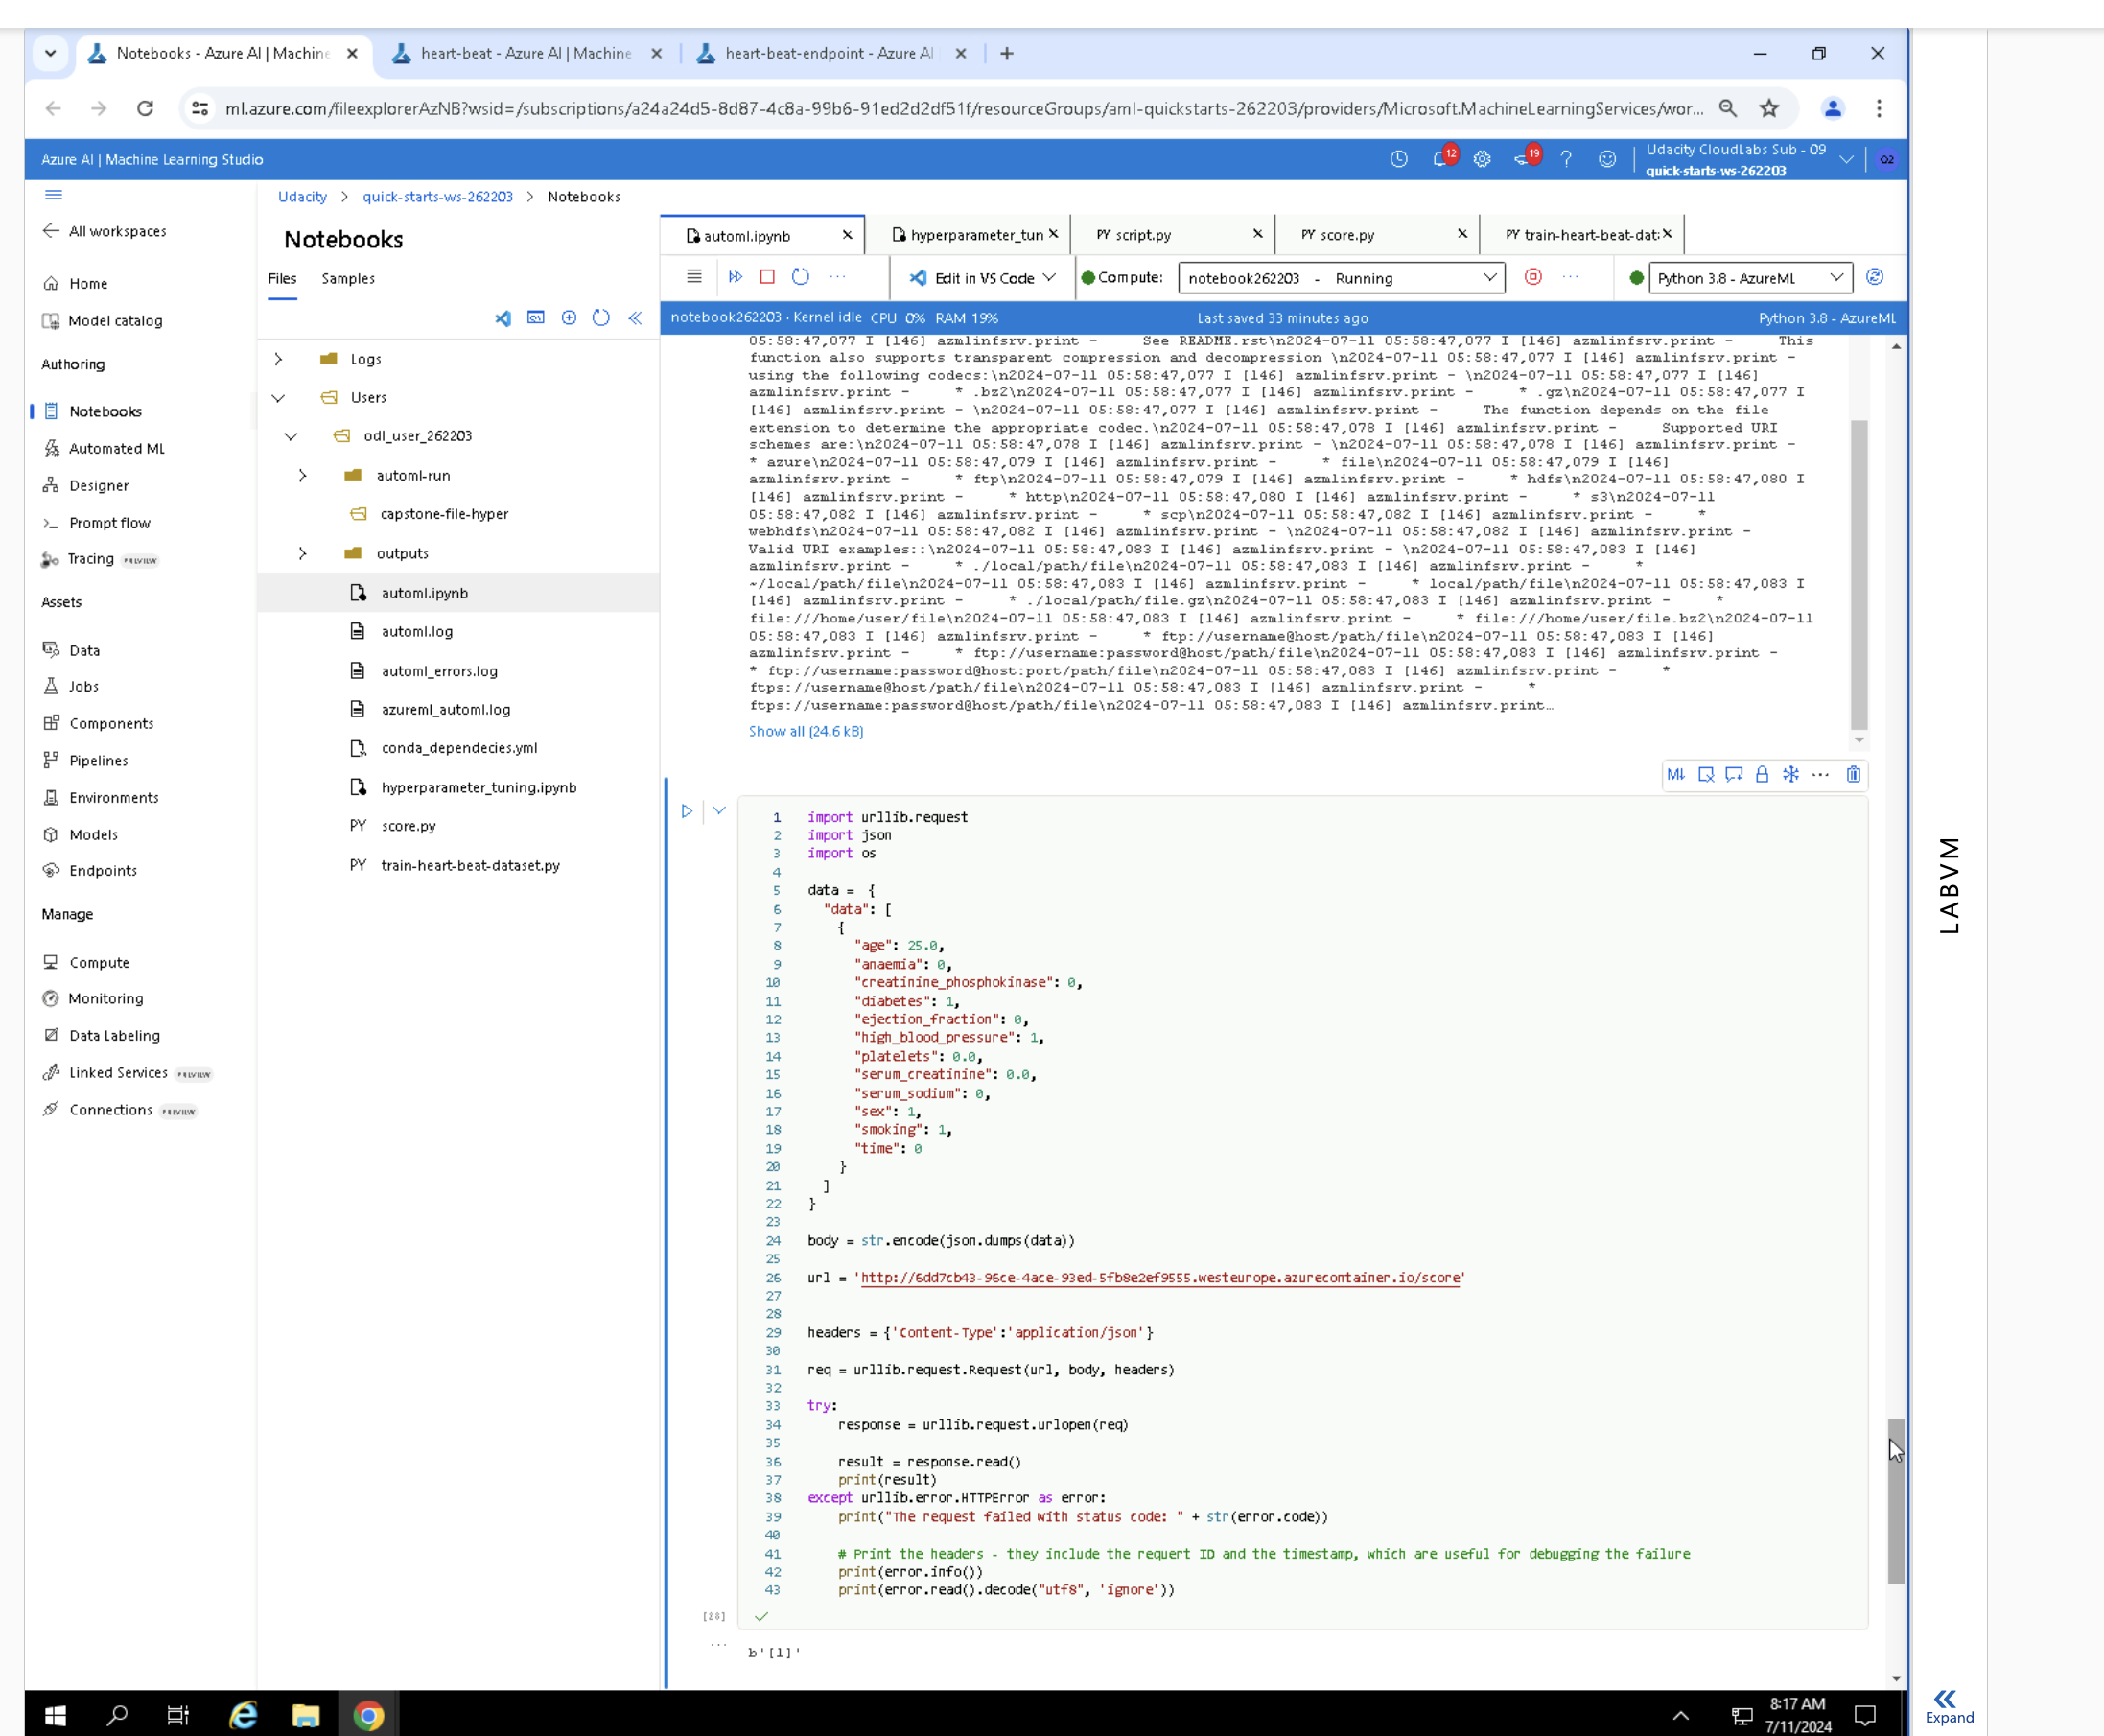 Notebooks - Azure AI | Machine
heart-beat - Azure AI | Machine
heart-beat-endpoint - Azure AI
ml.azure.com/fileexplorerAzNB?wsid=/subscriptions/a24a24d5-8d87-4c8a-99b6-91ed2d2df51f/resourceGroups/aml-quickstarts-262203/providers/Microsoft.MachineLearningServices/wor...
Azure AI | Machine Learning Studio
12
19
Udacity CloudLabs Sub - 09
quick-starts-ws-262203
O2
All workspaces
Home
Model catalog
Authoring
Notebooks
Automated ML
Designer
Prompt flow
Tracing PREVIEW
Assets
Data
Jobs
Components
Pipelines
Environments
Models
Endpoints
Manage
Compute
Monitoring
Data Labeling
Linked Services PREVIEW
Connections PREVIEW
Udacity > quick-starts-ws-262203 > Notebooks
Notebooks
Files Samples
Logs
Users
odl_user_262203
automl-run
capstone-file-hyper
outputs
automl.ipynb
automl.log
automl_errors.log
azureml_automl.log
conda_dependecies.yml
hyperparameter_tuning.ipynb
PY score.py
PY train-heart-beat-dataset.py
automl.ipynb
hyperparameter_tun
PY script.py
PY score.py
PY train-heart-beat-dat:
Edit in VS Code
Compute: notebook262203 - Running
Python 3.8 - AzureML
notebook262203 · Kernel idle CPU 0% RAM 19%
Last saved 33 minutes ago
Python 3.8 - AzureML
05:58:47,077 I [146] azmlinfsrv.print - See README.rst\n2024-07-11 05:58:47,077 I [146] azmlinfsrv.print - This
function also supports transparent compression and decompression \n2024-07-11 05:58:47,077 I [146] azmlinfsrv.print -
using the following codecs:\n2024-07-11 05:58:47,077 I [146] azmlinfsrv.print - \n2024-07-11 05:58:47,077 I [146]
azmlinfsrv.print - * .bz2\n2024-07-11 05:58:47,077 I [146] azmlinfsrv.print - * .gz\n2024-07-11 05:58:47,077 I
[146] azmlinfsrv.print - \n2024-07-11 05:58:47,077 I [146] azmlinfsrv.print - The function depends on the file
extension to determine the appropriate codec.\n2024-07-11 05:58:47,078 I [146] azmlinfsrv.print - Supported URI
schemes are:\n2024-07-11 05:58:47,078 I [146] azmlinfsrv.print - \n2024-07-11 05:58:47,078 I [146] azmlinfsrv.print -
* azure\n2024-07-11 05:58:47,079 I [146] azmlinfsrv.print - * file\n2024-07-11 05:58:47,079 I [146]
azmlinfsrv.print - * ftp\n2024-07-11 05:58:47,079 I [146] azmlinfsrv.print - * hdfs\n2024-07-11 05:58:47,080 I
[146] azmlinfsrv.print - * http\n2024-07-11 05:58:47,080 I [146] azmlinfsrv.print - * s3\n2024-07-11
05:58:47,082 I [146] azmlinfsrv.print - * scp\n2024-07-11 05:58:47,082 I [146] azmlinfsrv.print - *
webhdfs\n2024-07-11 05:58:47,082 I [146] azmlinfsrv.print - \n2024-07-11 05:58:47,082 I [146] azmlinfsrv.print -
Valid URI examples::\n2024-07-11 05:58:47,083 I [146] azmlinfsrv.print - \n2024-07-11 05:58:47,083 I [146]
azmlinfsrv.print - * ./local/path/file\n2024-07-11 05:58:47,083 I [146] azmlinfsrv.print - *
~/local/path/file\n2024-07-11 05:58:47,083 I [146] azmlinfsrv.print - * local/path/file\n2024-07-11 05:58:47,083 I
[146] azmlinfsrv.print - * ./local/path/file.gz\n2024-07-11 05:58:47,083 I [146] azmlinfsrv.print - *
file:///home/user/file\n2024-07-11 05:58:47,083 I [146] azmlinfsrv.print - * file:///home/user/file.bz2\n2024-07-11
05:58:47,083 I [146] azmlinfsrv.print - * ftp://username@host/path/file\n2024-07-11 05:58:47,083 I [146]
azmlinfsrv.print - * ftp://username:password@host/path/file\n2024-07-11 05:58:47,083 I [146] azmlinfsrv.print -
* ftp://username:password@host:port/path/file\n2024-07-11 05:58:47,083 I [146] azmlinfsrv.print - *
ftps://username@host/path/file\n2024-07-11 05:58:47,083 I [146] azmlinfsrv.print - *
ftps://username:password@host/path/file\n2024-07-11 05:58:47,083 I [146] azmlinfsrv.print…
Show all (24.6 kB)
M↓
1 import urllib.request
2 import json
3 import os
4
5 data = {
6 "data": [
7 {
8 "age": 25.0,
9 "anaemia": 0,
10 "creatinine_phosphokinase": 0,
11 "diabetes": 1,
12 "ejection_fraction": 0,
13 "high_blood_pressure": 1,
14 "platelets": 0.0,
15 "serum_creatinine": 0.0,
16 "serum_sodium": 0,
17 "sex": 1,
18 "smoking": 1,
19 "time": 0
20 }
21 ]
22 }
23
24 body = str.encode(json.dumps(data))
25
26 url = 'http://6dd7cb43-96ce-4ace-93ed-5fb8e2ef9555.westeurope.azurecontainer.io/score'
27
28
29 headers = {'Content-Type':'application/json'}
30
31 req = urllib.request.Request(url, body, headers)
32
33 try:
34 response = urllib.request.urlopen(req)
35
36 result = response.read()
37 print(result)
38 except urllib.error.HTTPError as error:
39 print("The request failed with status code: " + str(error.code))
40
41 # Print the headers - they include the requert ID and the timestamp, which are useful for debugging the failure
42 print(error.info())
43 print(error.read().decode("utf8", 'ignore'))
[28]
b'[1]'
LABVM
Expand
8:17 AM
7/11/2024